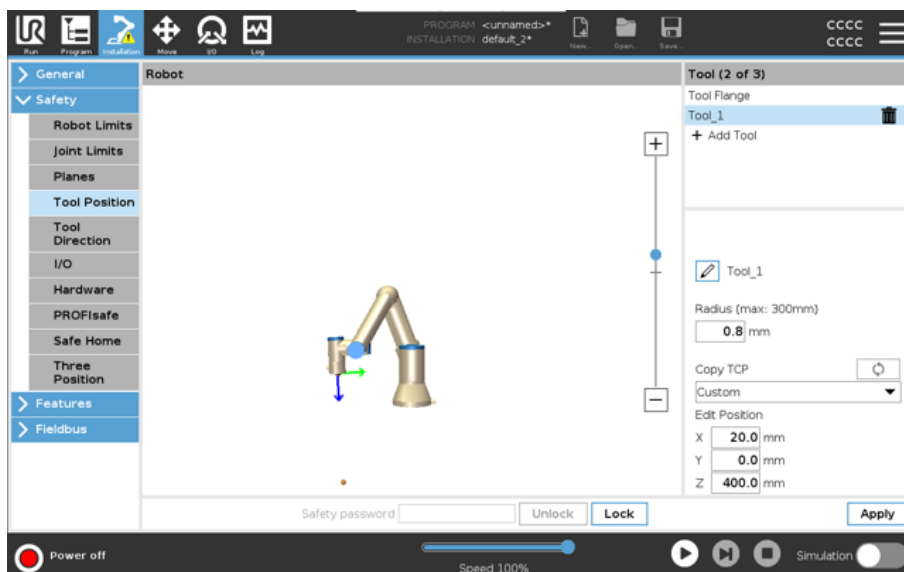 PROGRAM <unnamed>*
INSTALLATION default_2*
CCCC
CCCC
UR
Run
Program
Installation
Move
I/O
Log
New...
Open...
Save...
General
Safety
Robot Limits
Joint Limits
Planes
Tool Position
Tool
Direction
I/O
Hardware
PROFIsafe
Safe Home
Three
Position
Features
Fieldbus
Robot
Tool (2 of 3)
Tool Flange
Tool_1
+ Add Tool
Tool_1
Radius (max: 300mm)
0.8 mm
Copy TCP
Custom
Edit Position
X 20.0 mm
Y 0.0 mm
Z 400.0 mm
Safety password
Unlock
Lock
Apply
Power off
Speed 100%
Simulation